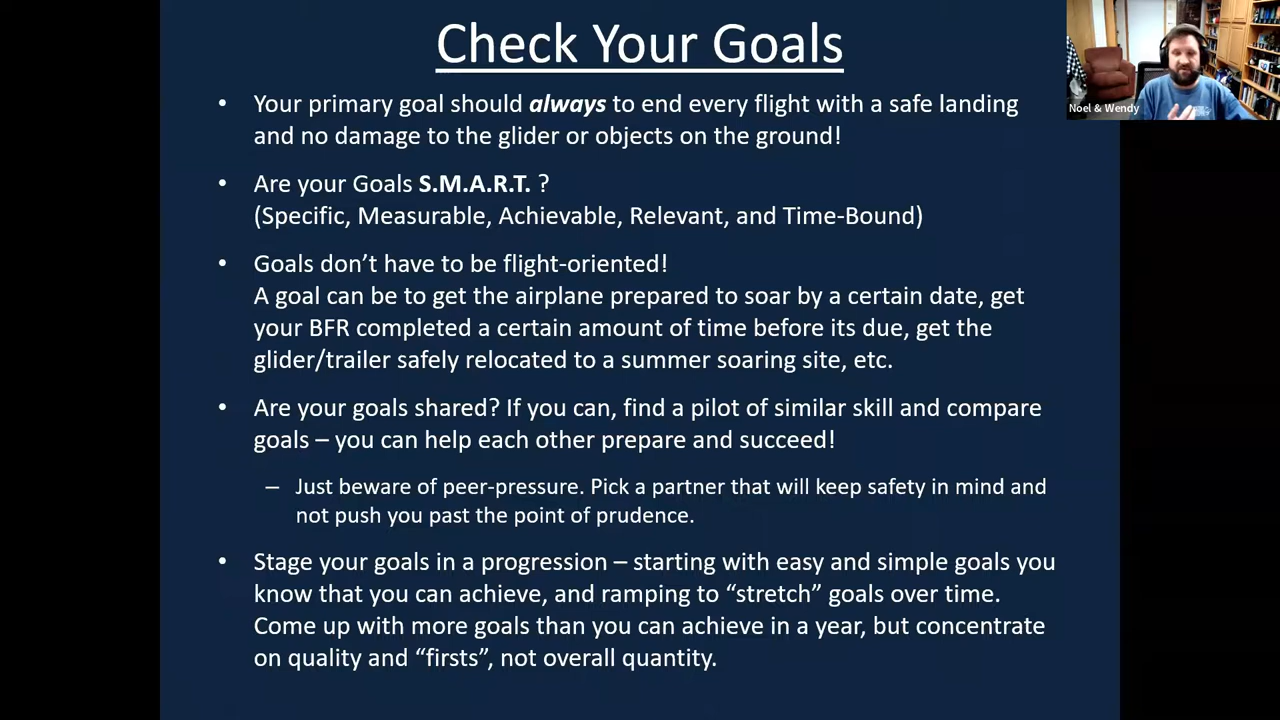 Check Your Goals
Noel & Wendy
• Your primary goal should always to end every flight with a safe landing
and no damage to the glider or objects on the ground!
• Are your Goals S.M.A.R.T. ?
(Specific, Measurable, Achievable, Relevant, and Time-Bound)
• Goals don’t have to be flight-oriented!
A goal can be to get the airplane prepared to soar by a certain date, get
your BFR completed a certain amount of time before its due, get the
glider/trailer safely relocated to a summer soaring site, etc.
• Are your goals shared? If you can, find a pilot of similar skill and compare
goals – you can help each other prepare and succeed!
– Just beware of peer-pressure. Pick a partner that will keep safety in mind and
not push you past the point of prudence.
• Stage your goals in a progression – starting with easy and simple goals you
know that you can achieve, and ramping to “stretch” goals over time.
Come up with more goals than you can achieve in a year, but concentrate
on quality and “firsts”, not overall quantity.